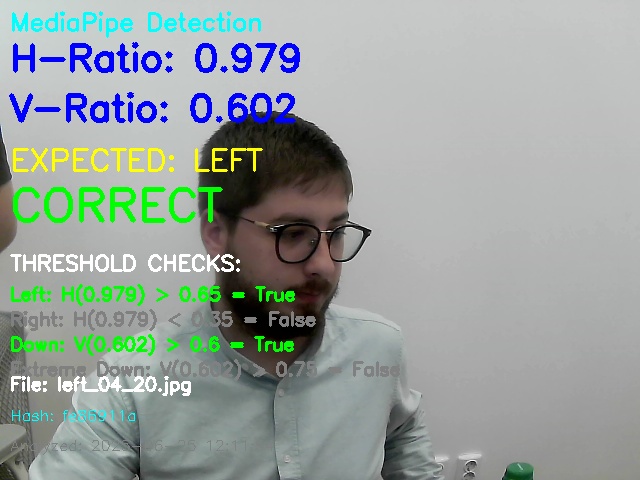 MediaPipe Detection
H-Ratio: 0.979
V-Ratio: 0.602
EXPECTED: LEFT
CORRECT
THRESHOLD CHECKS:
Left: H(0.979) > 0.65 = True
Right: H(0.979) < 0.35 = False
Down: V(0.602) > 0.6 = True
Extreme Down: V(0.602) > 0.75 = False
File: left_04_20.jpg
Hash: